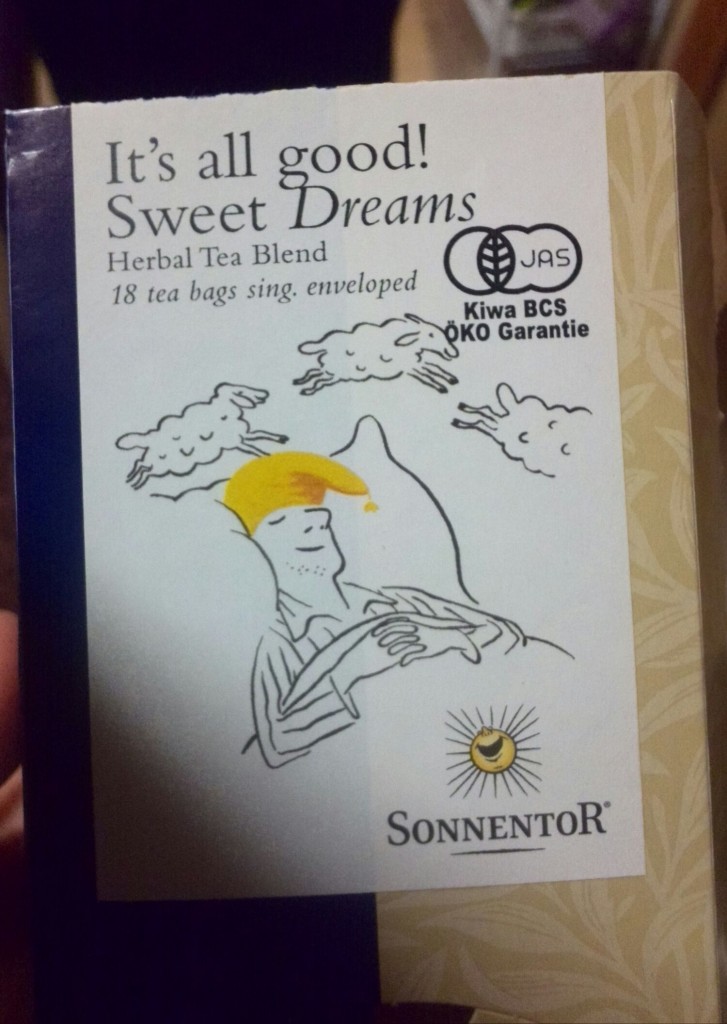 It's all good!
Sweet Dreams
Herbal Tea Blend
18 tea bags sing. enveloped
JAS
Kiwa BCS
ÖKO Garantie
SONNENTOR®